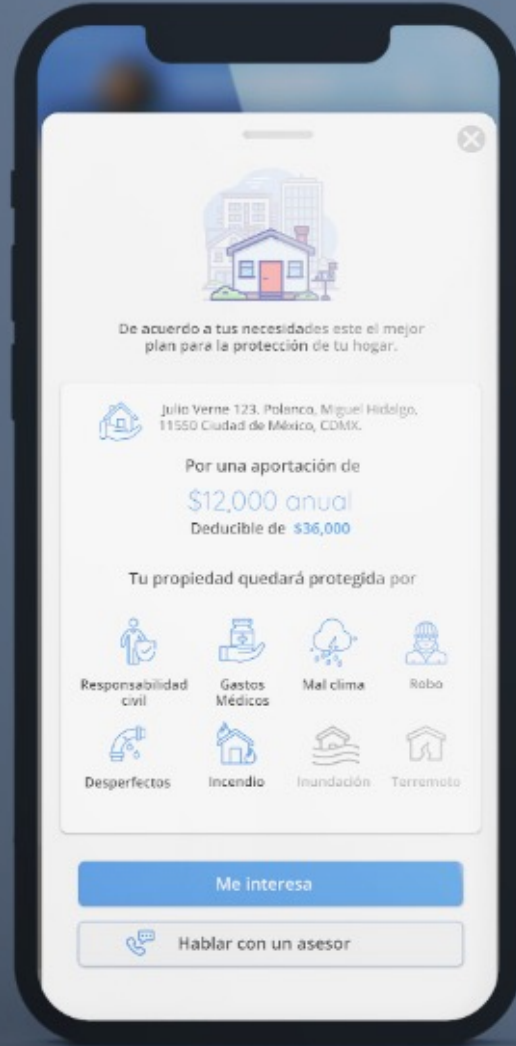 De acuerdo a tus necesidades este el mejor
plan para la protección de tu hogar.
Julio Verne 123. Polanco, Miguel Hidalgo,
11550 Ciudad de México, CDMX.
Por una aportación de
$12,000 anual
Deducible de $36,000
Tu propiedad quedará protegida por
Responsabilidad civil
Gastos Médicos
Mal clima
Robo
Desperfectos
Incendio
Inundación
Terremoto
Me interesa
Hablar con un asesor